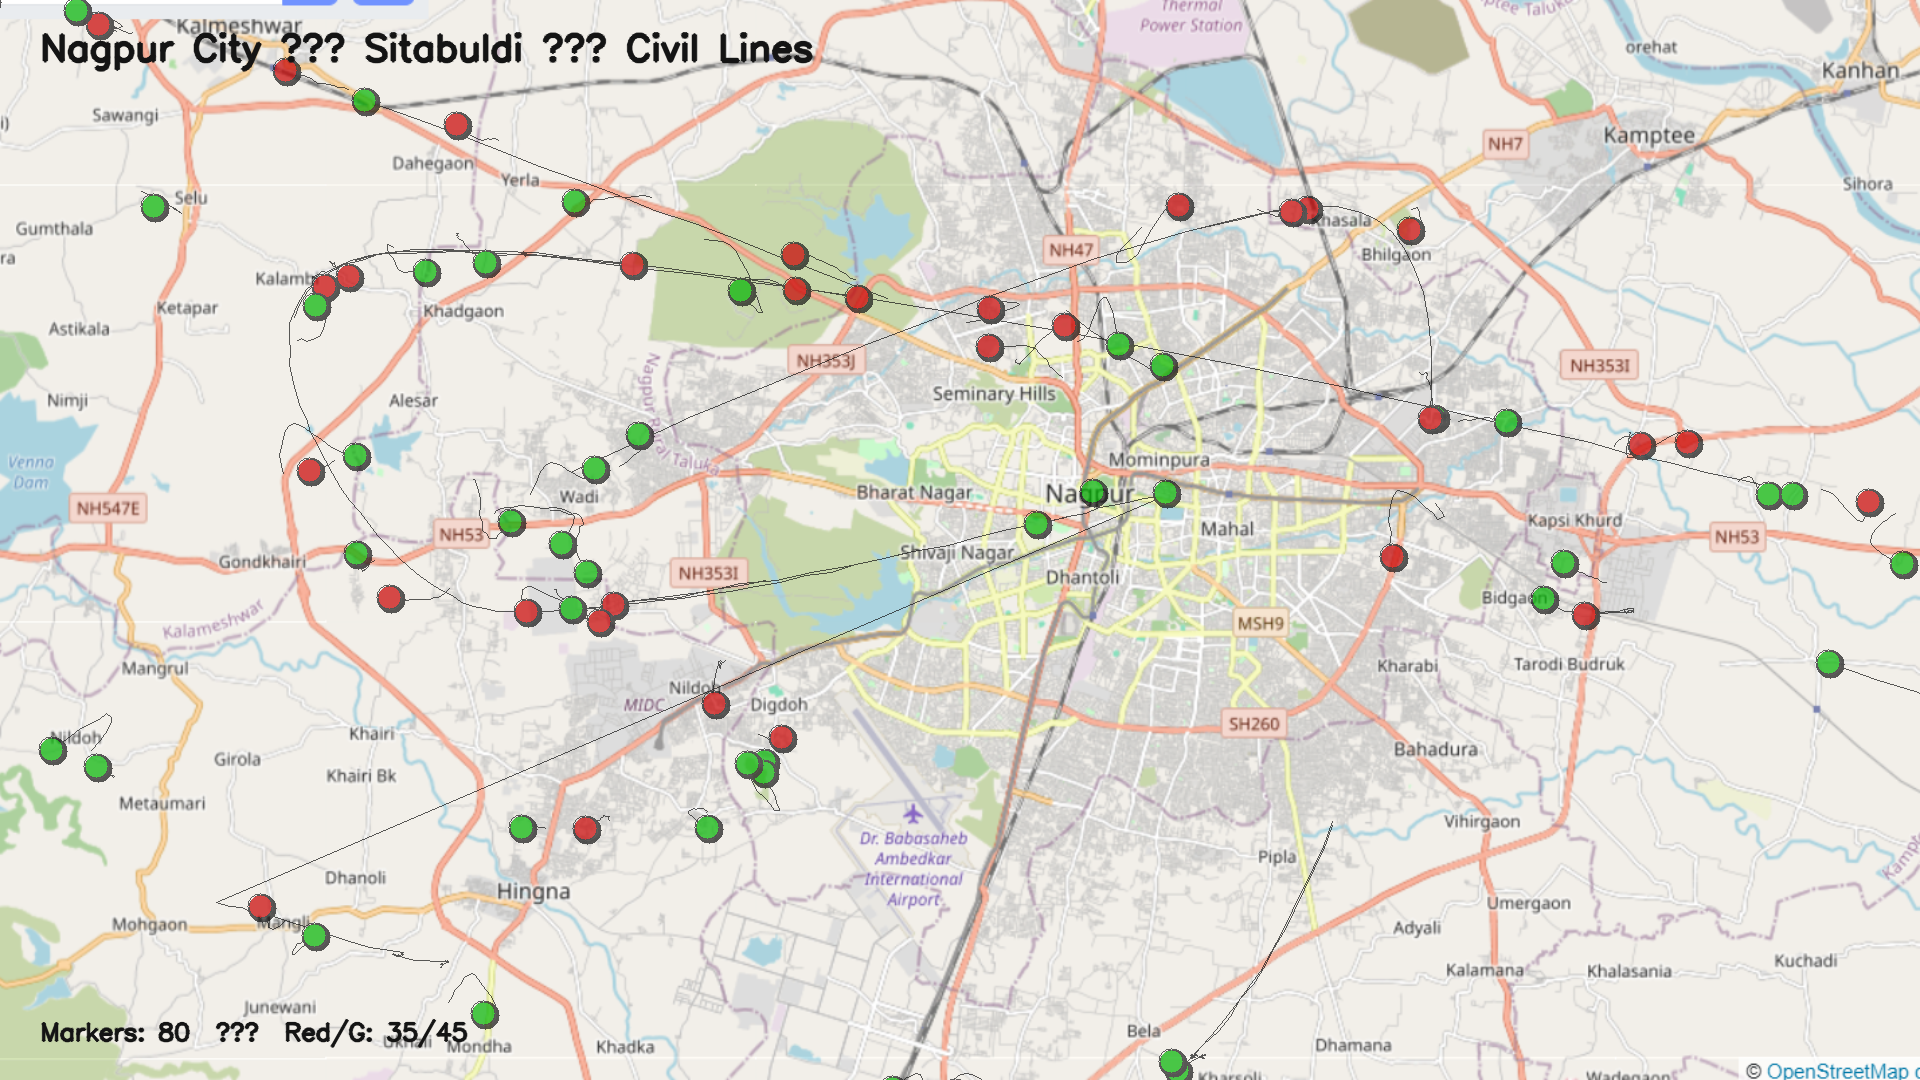 Kalmeshwar
Nagpur City ??? Sitabuldi ??? Civil Lines
Thermal
Power Station
orehat
Kanhan
Sawangi
NH7
Kamptee
Dahegaon
Yerla
Selu
Sihora
Gumthala
Khasala
NH47
Bhilgaon
Ketapar
Khadgaon
Astikala
NH353J
NH353I
Seminary Hills
Nimji
Alesar
Nagpur Rural Taluka
Mominpura
Venna
Dam
Wadi
Bharat Nagar
Nagpur
NH547E
NH53
Mahal
Kapsi Khurd
NH53
Gondkhairi
Shivaji Nagar
NH353I
Dhantoli
Bidgaon
Kalameshwar
MSH9
Mangrul
Kharabi
Tarodi Budruk
Nildoh
MIDC
Digdoh
Nildoh
Khairi
SH260
Bahadura
Girola
Khairi Bk
Metaumari
Vihirgaon
Dr. Babasaheb
Ambedkar
International
Airport
Pipla
Dhanoli
Hingna
Umergaon
Mohgaon
Mangli
Adyali
Kuchadi
Kalamana
Khalasania
Junewani
Markers: 80 ??? Red/G: 35/45
Bela
Mondha
Khadka
Dhamana
Kharsoli
Wadegaon
© OpenStreetMap